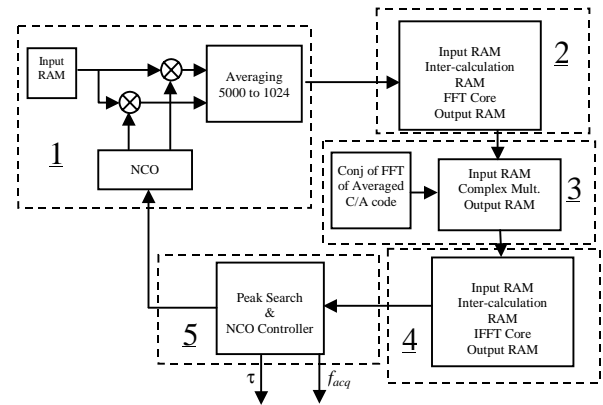 Input
RAM
Averaging
5000 to 1024
NCO
1
Input RAM
Inter-calculation
RAM
FFT Core
Output RAM
2
Conj of FFT
of Averaged
C/A code
Input RAM
Complex Mult.
Output RAM
3
Input RAM
Inter-calculation
RAM
IFFT Core
Output RAM
4
Peak Search
&
NCO Controller
5
τ
f_acq